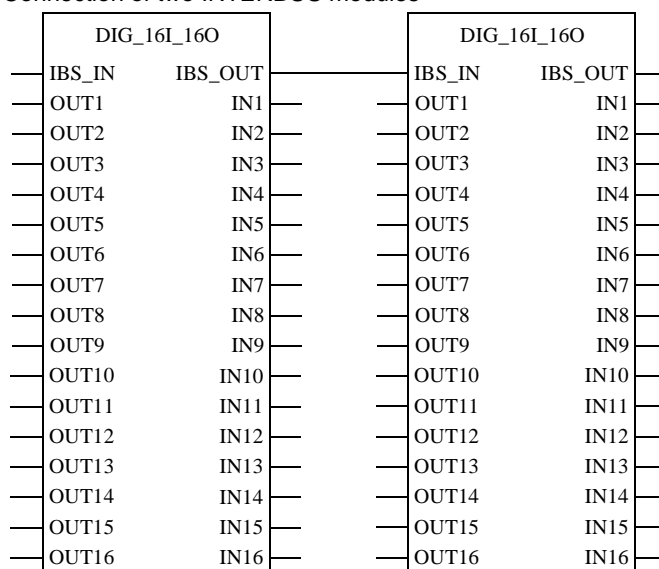 Connection of two INTERBUS modules
DIG_16I_16O DIG_16I_16O
IBS_IN IBS_OUT IBS_IN IBS_OUT
OUT1 IN1 OUT1 IN1
OUT2 IN2 OUT2 IN2
OUT3 IN3 OUT3 IN3
OUT4 IN4 OUT4 IN4
OUT5 IN5 OUT5 IN5
OUT6 IN6 OUT6 IN6
OUT7 IN7 OUT7 IN7
OUT8 IN8 OUT8 IN8
OUT9 IN9 OUT9 IN9
OUT10 IN10 OUT10 IN10
OUT11 IN11 OUT11 IN11
OUT12 IN12 OUT12 IN12
OUT13 IN13 OUT13 IN13
OUT14 IN14 OUT14 IN14
OUT15 IN15 OUT15 IN15
OUT16 IN16 OUT16 IN16